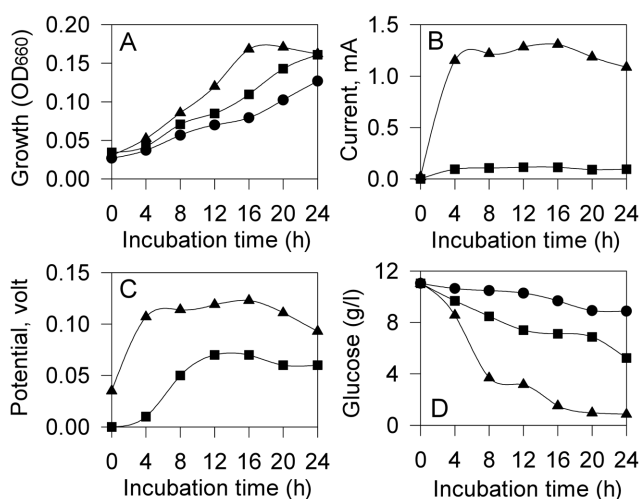 A
Growth (OD660)
0.20
0.15
0.10
0.05
0.00
0 4 8 12 16 20 24
Incubation time (h)
B
Current, mA
1.5
1.0
0.5
0.0
0 4 8 12 16 20 24
Incubation time (h)
C
Potential, volt
0.15
0.10
0.05
0.00
0 4 8 12 16 20 24
Incubation time (h)
D
Glucose (g/l)
12
8
4
0
0 4 8 12 16 20 24
Incubation time (h)